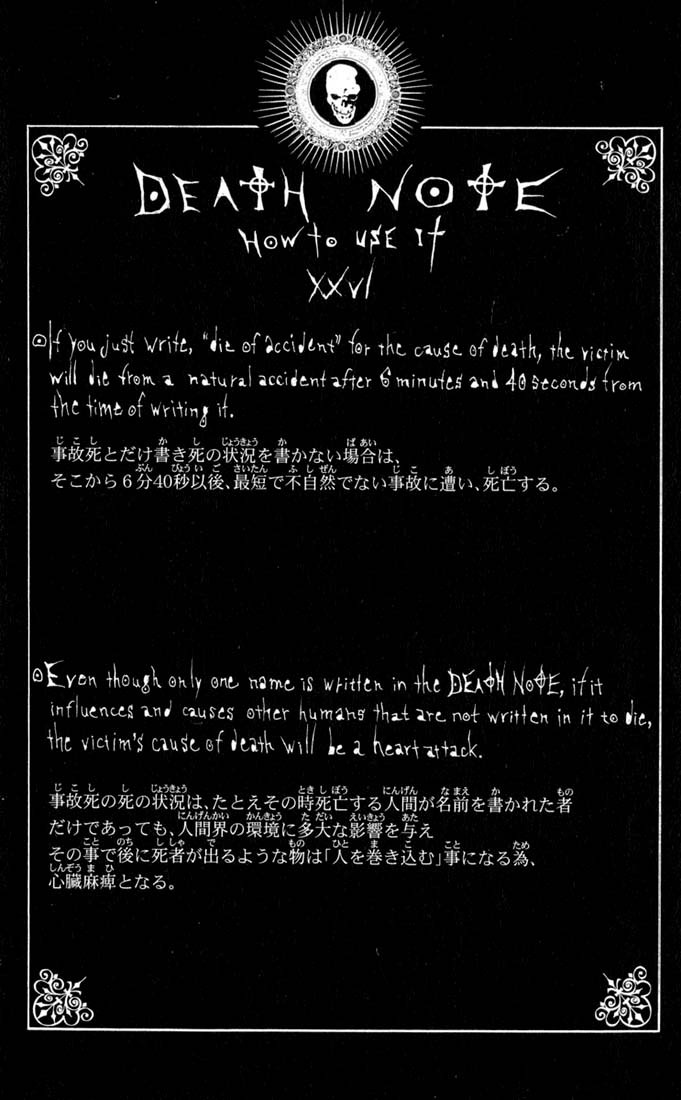 DEATH NOTE
HOW TO USE IT
XXVI
If you just write, "die of accident" for the cause of death, the victim
will die from a natural accident after 6 minutes and 40 seconds from
the time of writing it.
事故死とだけ書き死の状況を書かない場合は、
そこから6分40秒以後、最短で不自然でない事故に遭い、死亡する。
Even though only one name is written in the DEATH NOTE, if it
influences and causes other humans that are not written in it to die,
the victim's cause of death will be a heart attack.
事故死の死の状況は、たとえその時死亡する人間が名前を書かれた者
だけであっても、人間界の環境に多大な影響を与え
その事で後に死者が出るような物は「人を巻き込む」事になる為、
心臓麻痺となる。